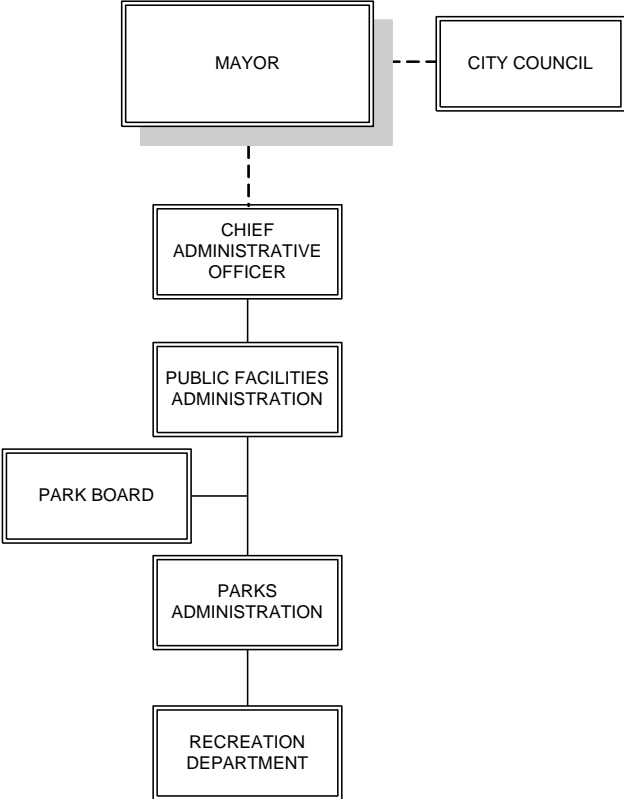 MAYOR
CITY COUNCIL
CHIEF
ADMINISTRATIVE
OFFICER
PUBLIC FACILITIES
ADMINISTRATION
PARK BOARD
PARKS
ADMINISTRATION
RECREATION
DEPARTMENT